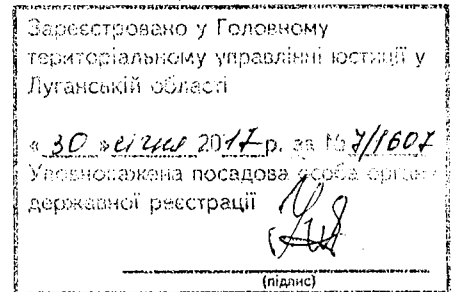 Зареєстровано у Головному
територіальному управлінні юстиції у
Луганській області
« 30 » січня 2017 р. за № 7/1607
Уповноважена посадова особа органу
державної реєстрації
(підпис)